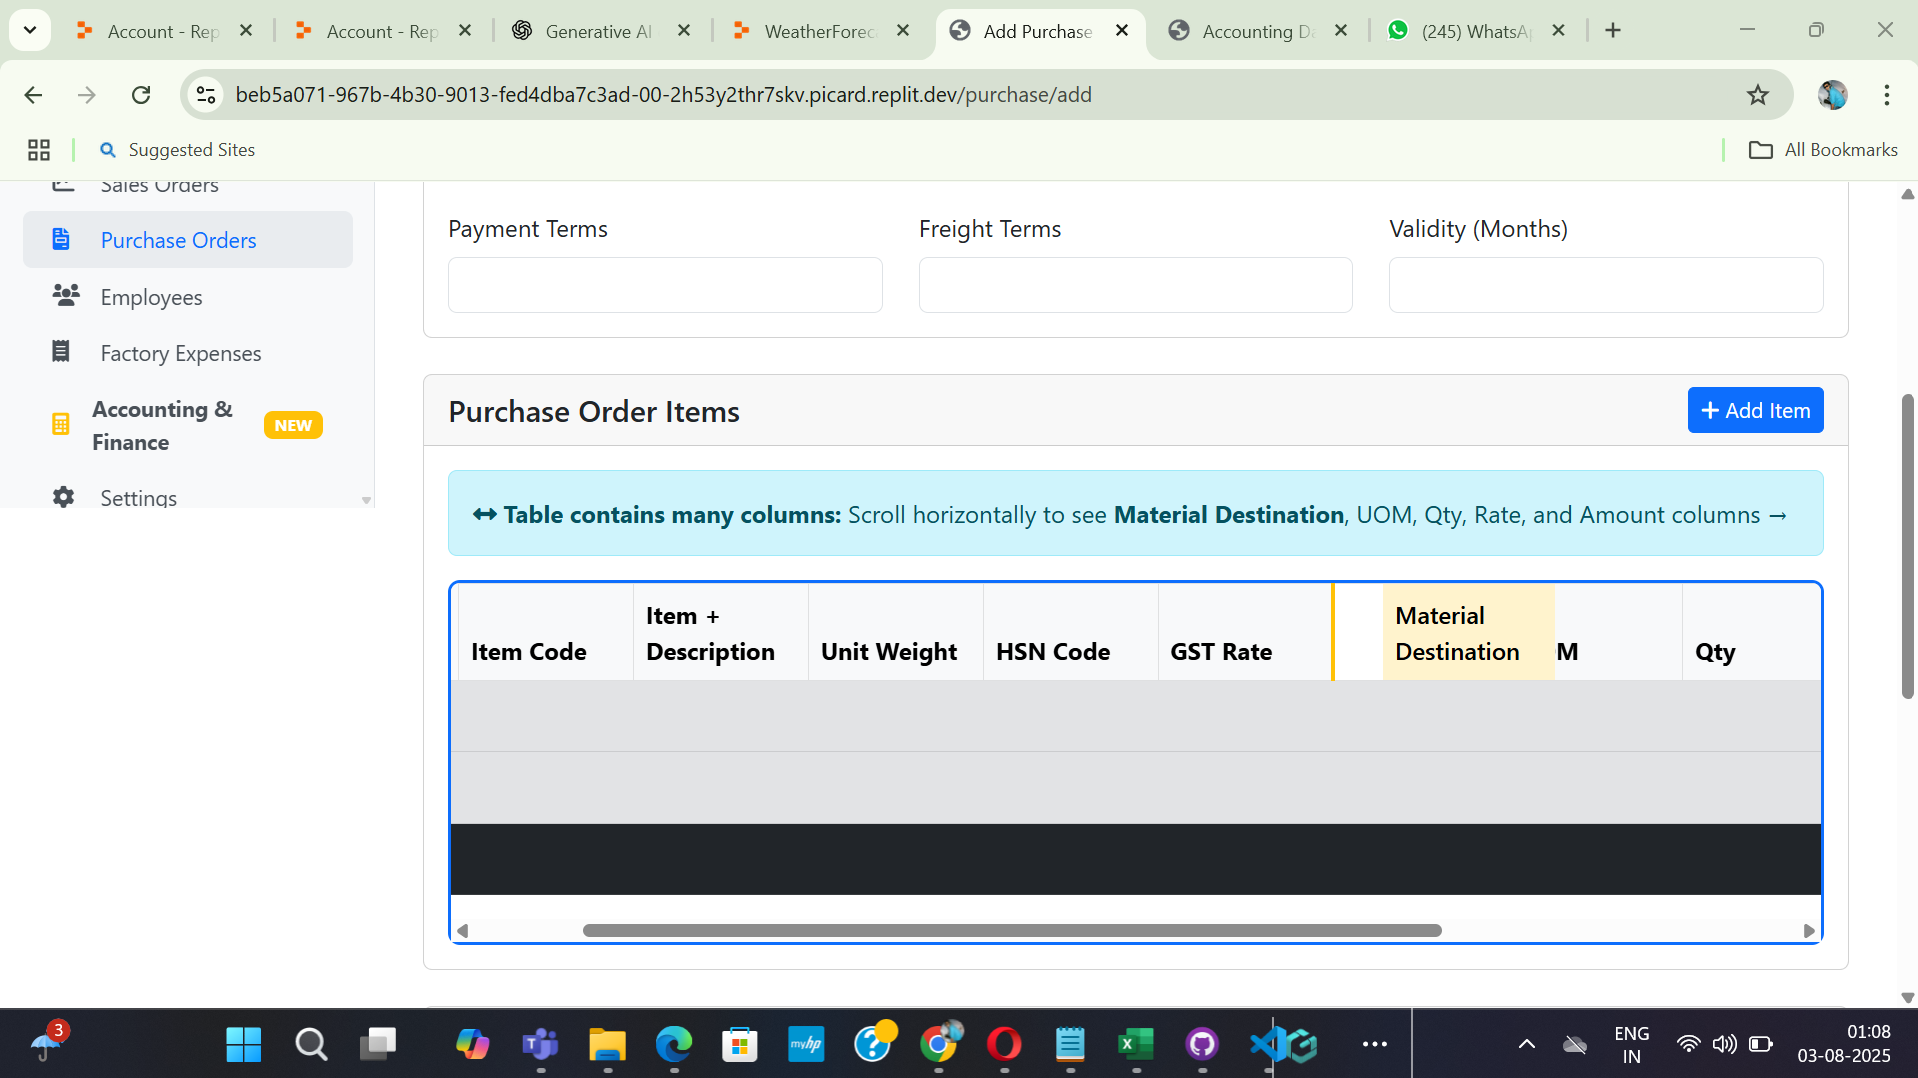 Account - Rep
Account - Rep
Generative AI
WeatherForec
Add Purchase
Accounting Da
(245) WhatsAp
beb5a071-967b-4b30-9013-fed4dba7c3ad-00-2h53y2thr7skv.picard.replit.dev/purchase/add
Suggested Sites
All Bookmarks
Sales Orders
Purchase Orders
Employees
Factory Expenses
Accounting &
Finance
NEW
Settings
Payment Terms
Freight Terms
Validity (Months)
Purchase Order Items
+ Add Item
Table contains many columns: Scroll horizontally to see Material Destination, UOM, Qty, Rate, and Amount columns →
Item Code
Item +
Description
Unit Weight
HSN Code
GST Rate
Material
Destination
M
Qty
3
myhp
ENG
IN
01:08
03-08-2025